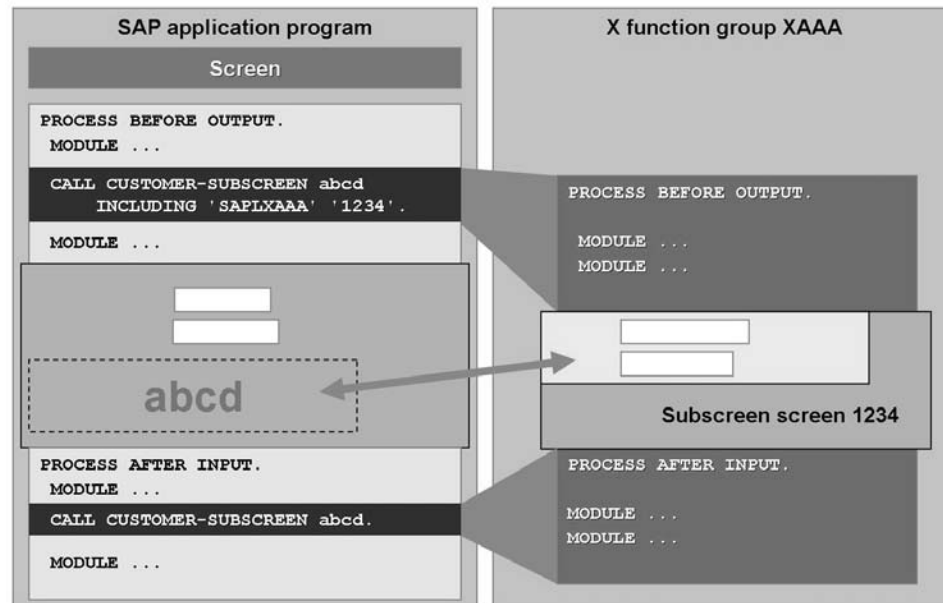 SAP application program
Screen
PROCESS BEFORE OUTPUT.
MODULE ...
CALL CUSTOMER-SUBSCREEN abcd
INCLUDING 'SAPLXAAA' '1234'.
MODULE ...
abcd
PROCESS AFTER INPUT.
MODULE ...
CALL CUSTOMER-SUBSCREEN abcd.
MODULE ...
X function group XAAA
PROCESS BEFORE OUTPUT.
MODULE ...
MODULE ...
Subscreen screen 1234
PROCESS AFTER INPUT.
MODULE ...
MODULE ...